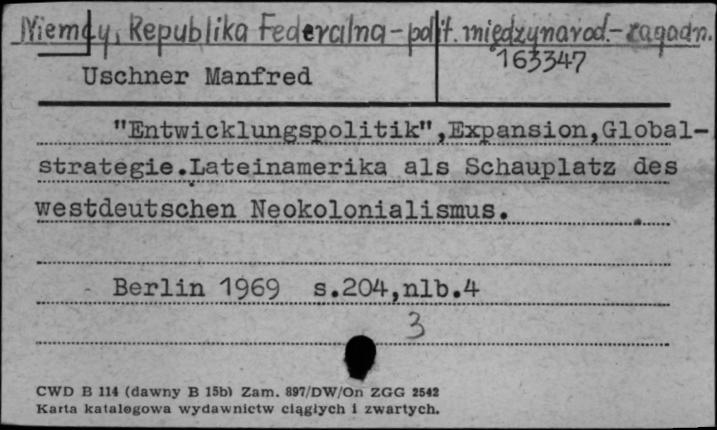 Niemcy, Republika Federalna - polit. międzynarod. - zagadn.
163347
Uschner Manfred
"Entwicklungspolitik",Expansion,Global-
strategie.Lateinamerika als Schauplatz des
westdeutschen Neokolonialismus.
- Berlin 1969 s.204,nlb.4
3
CWD B 114 (dawny B 15b) Zam. 897/DW/On ZGG 2542
Karta katalogowa wydawnictw ciągłych i zwartych.